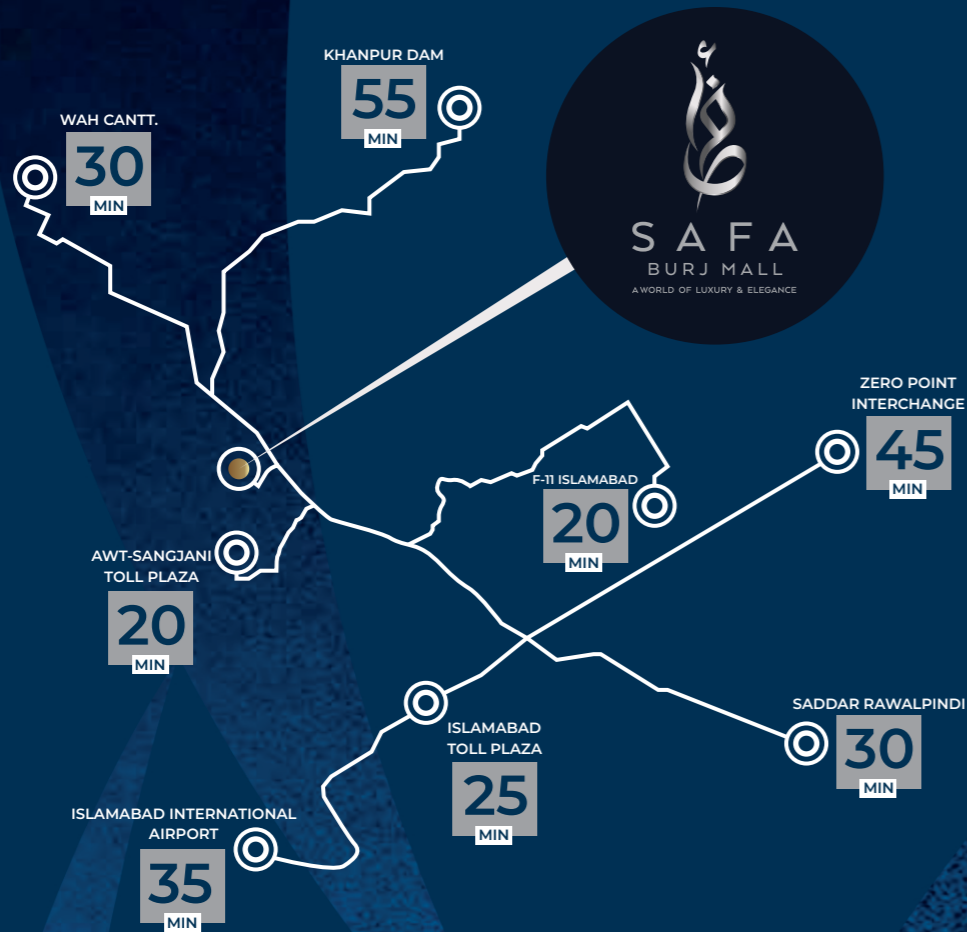 KHANPUR DAM
55
MIN
WAH CANTT.
30
MIN
SAFA
BURJ MALL
A WORLD OF LUXURY & ELEGANCE
ZERO POINT
INTERCHANGE
45
MIN
F-11 ISLAMABAD
20
MIN
AWT-SANGJANI
TOLL PLAZA
20
MIN
SADDAR RAWALPINDI
30
MIN
ISLAMABAD
TOLL PLAZA
25
MIN
ISLAMABAD INTERNATIONAL
AIRPORT
35
MIN